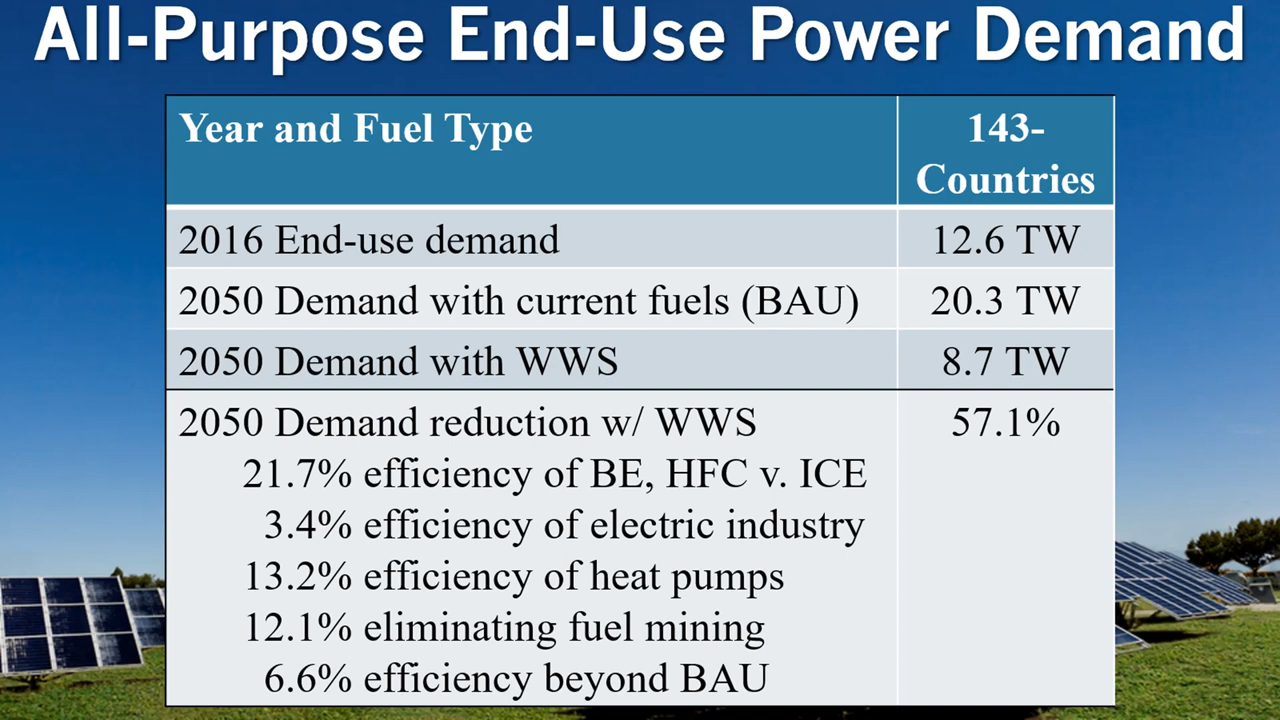 All-Purpose End-Use Power Demand
Year and Fuel Type
143-
Countries
2016 End-use demand
12.6 TW
2050 Demand with current fuels (BAU)
20.3 TW
2050 Demand with WWS
8.7 TW
2050 Demand reduction w/ WWS
57.1%
21.7% efficiency of BE, HFC v. ICE
3.4% efficiency of electric industry
13.2% efficiency of heat pumps
12.1% eliminating fuel mining
6.6% efficiency beyond BAU